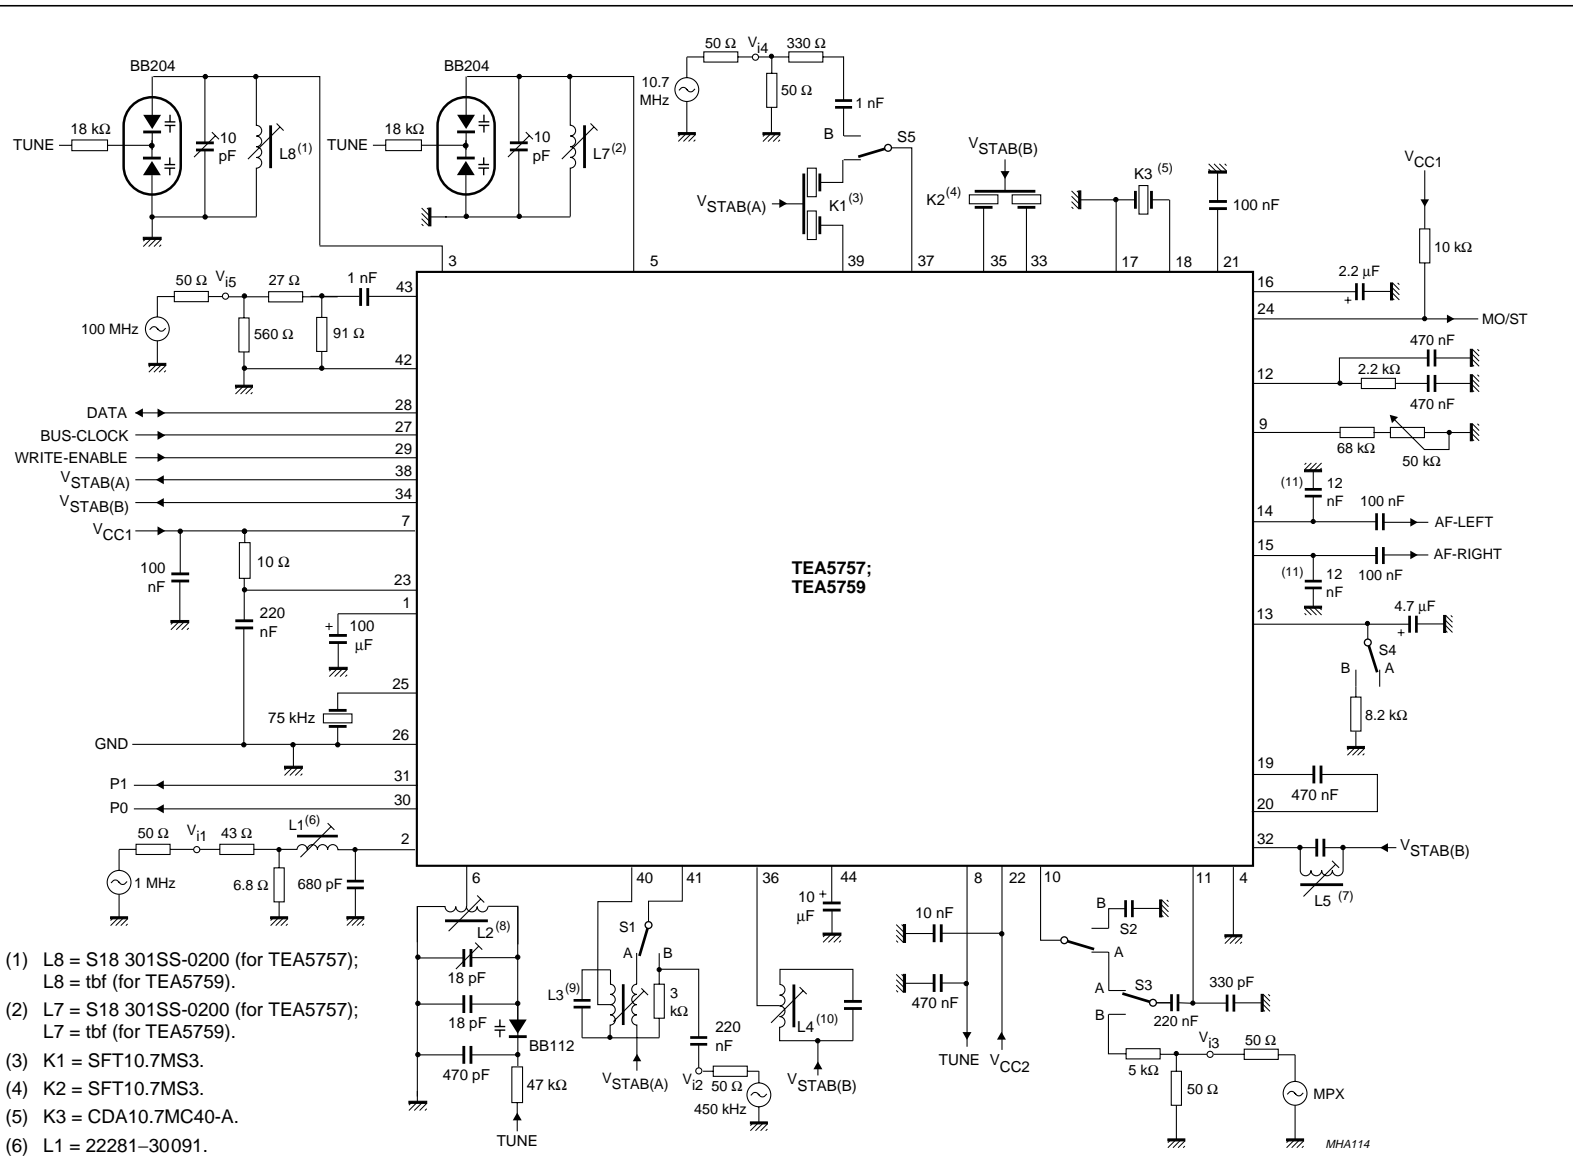 50 Ω V i4 330 Ω
BB204 BB204
10.7 MHz
50 Ω
1 nF
18 kΩ 18 kΩ
TUNE TUNE
10 pF L8(1)
10 pF L7(2)
B S5
VSTAB(B)
VCC1
VSTAB(A) K1(3)
K2(4)
K3 (5)
100 nF
10 kΩ
3 5 39 37 35 33 17 18 21
50 Ω Vi5 27 Ω 1 nF 43
16 2.2 µF +
100 MHz 560 Ω 91 Ω
24 MO/ST
42
470 nF
12 2.2 kΩ
470 nF
DATA 28
BUS-CLOCK 27
WRITE-ENABLE 29
VSTAB(A) 38
VSTAB(B) 34
VCC1 7
9 68 kΩ 50 kΩ
(11) 12 nF 100 nF
14 AF-LEFT
15 AF-RIGHT
(11) 12 nF 100 nF
100 nF 10 Ω
23
220 nF
1
+ 100 µF
TEA5757;
TEA5759
13 4.7 µF +
S4
B A
8.2 kΩ
25
75 kHz
GND 26
P1 31
P0 30
19
470 nF
20
50 Ω Vi1 43 Ω L1(6) 2
32 VSTAB(B)
L5 (7)
1 MHz 6.8 Ω 680 pF
6 40 41 36 44 8 22 10 11 4
L2(8)
18 pF
18 pF
BB112
470 pF
47 kΩ
TUNE
S1
A B
L3(9)
3 kΩ
220 nF
VSTAB(A)
Vi2 50 Ω
450 kHz
10 µF +
L4(10)
VSTAB(B)
10 nF
470 nF
TUNE VCC2
B S2
A
A S3 330 pF
B 220 nF
Vi3 50 Ω
5 kΩ
50 Ω
MPX
MHA114
(1) L8 = S18 301SS-0200 (for TEA5757);
L8 = tbf (for TEA5759).
(2) L7 = S18 301SS-0200 (for TEA5757);
L7 = tbf (for TEA5759).
(3) K1 = SFT10.7MS3.
(4) K2 = SFT10.7MS3.
(5) K3 = CDA10.7MC40-A.
(6) L1 = 22281–30091.